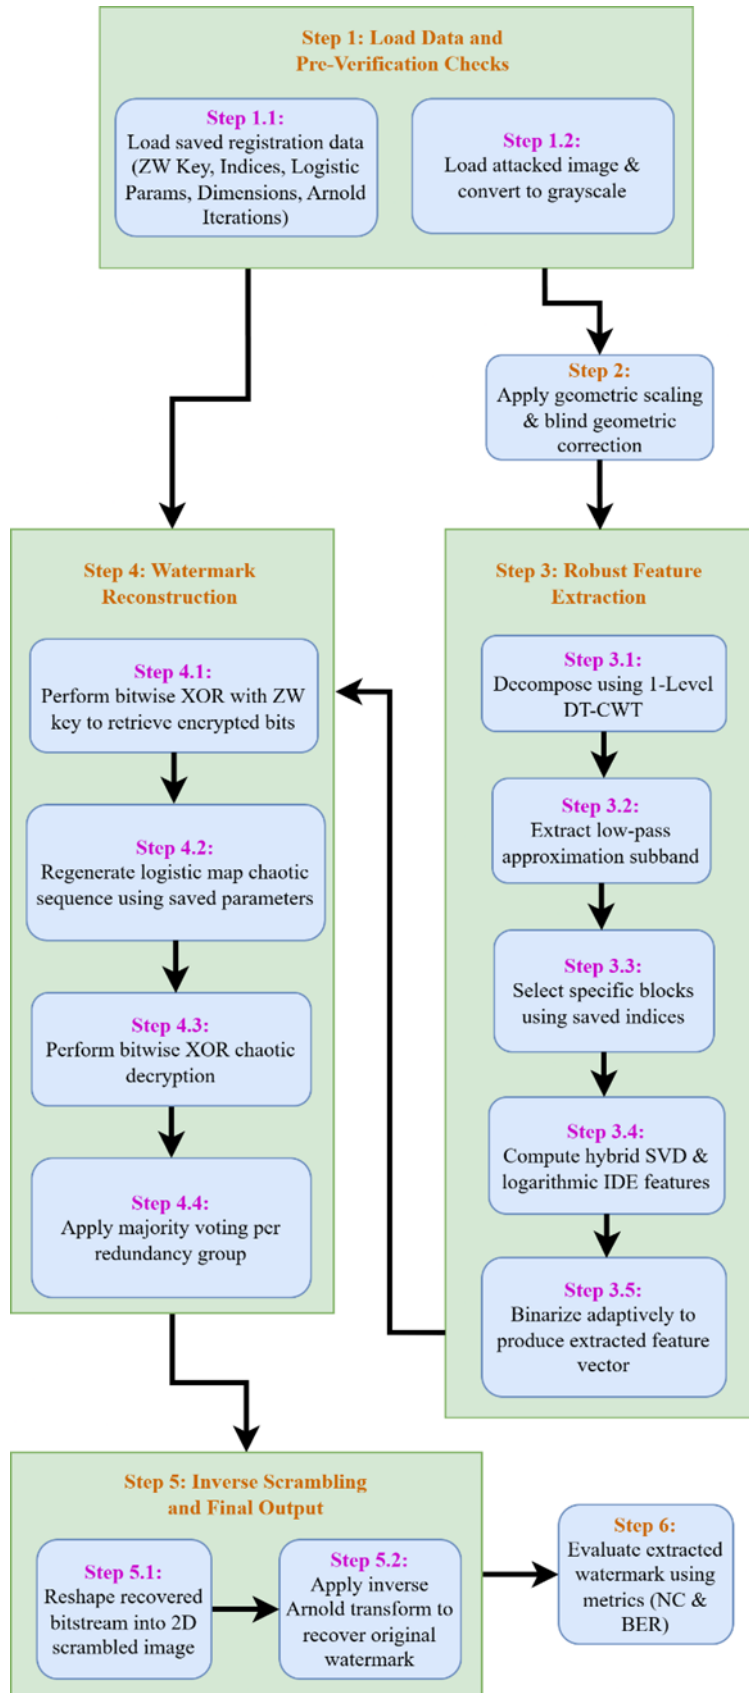 Step 1: Load Data and
Pre-Verification Checks
Step 1.1:
Load saved registration data
(ZW Key, Indices, Logistic
Params, Dimensions, Arnold
Iterations)
Step 1.2:
Load attacked image &
convert to grayscale
Step 2:
Apply geometric scaling
& blind geometric
correction
Step 3: Robust Feature
Extraction
Step 3.1:
Decompose using 1-Level
DT-CWT
Step 3.2:
Extract low-pass
approximation subband
Step 3.3:
Select specific blocks
using saved indices
Step 3.4:
Compute hybrid SVD &
logarithmic IDE features
Step 3.5:
Binarize adaptively to
produce extracted feature
vector
Step 4: Watermark
Reconstruction
Step 4.1:
Perform bitwise XOR with ZW
key to retrieve encrypted bits
Step 4.2:
Regenerate logistic map chaotic
sequence using saved parameters
Step 4.3:
Perform bitwise XOR chaotic
decryption
Step 4.4:
Apply majority voting per
redundancy group
Step 5: Inverse Scrambling
and Final Output
Step 5.1:
Reshape recovered
bitstream into 2D
scrambled image
Step 5.2:
Apply inverse
Arnold transform to
recover original
watermark
Step 6:
Evaluate extracted
watermark using
metrics (NC &
BER)